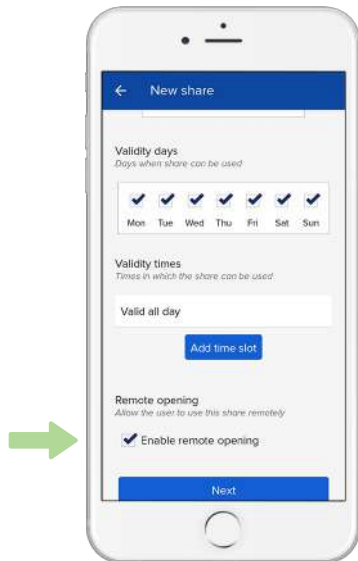 New share
Validity days
Days when share can be used
Mon Tue Wed Thu Fri Sat Sun
Validity times
Times in which the share can be used
Valid all day
Add time slot
Remote opening
Allow the user to use this share remotely
Enable remote opening
Next